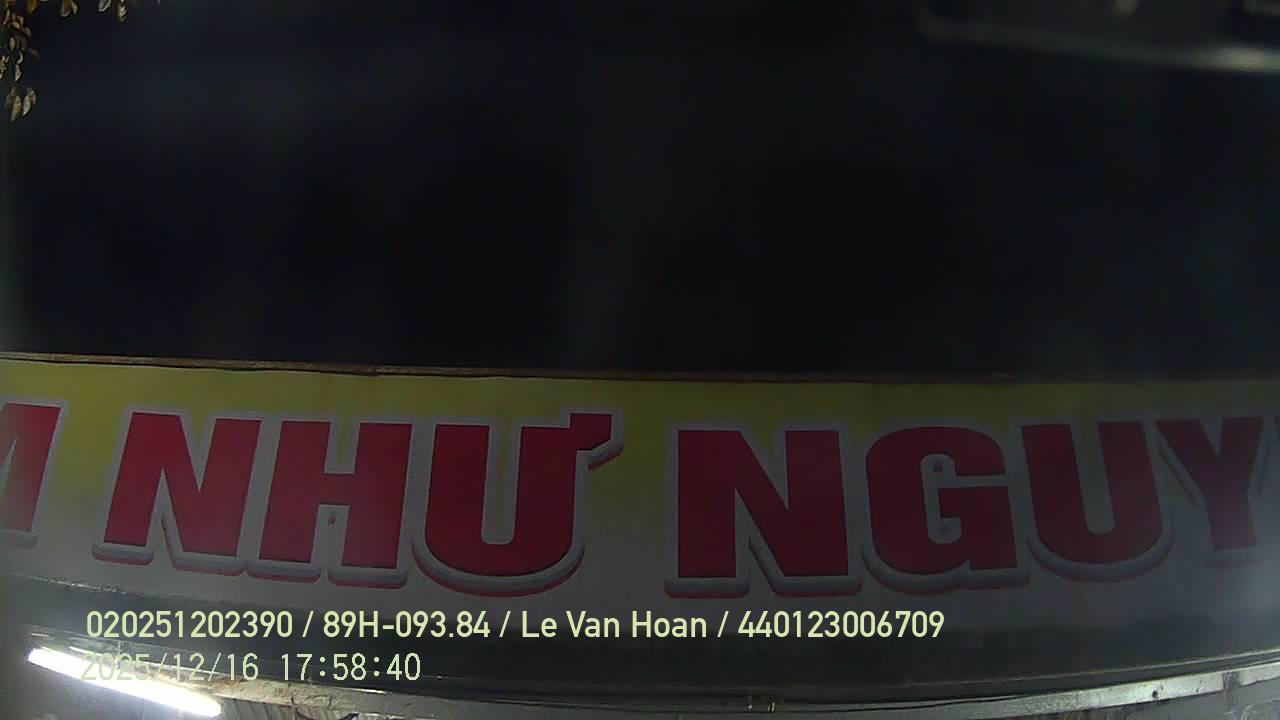 NHƯ NGUY
020251202390 / 89H-093.84 / Le Van Hoan / 440123006709
2025/12/16 17:58:40